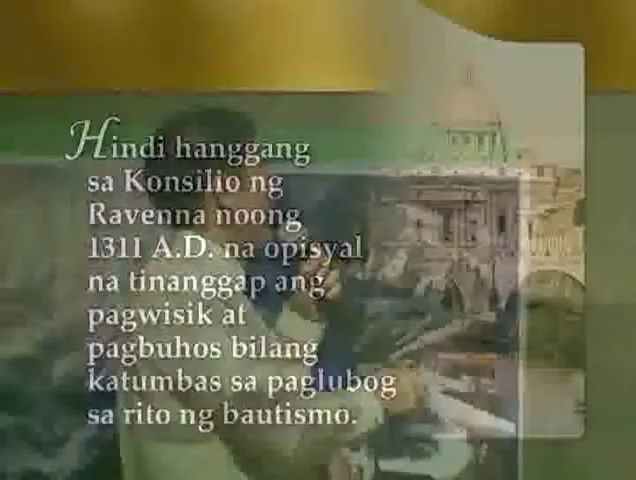 Hindi hanggang
sa Konsilio ng
Ravenna noong
1311 A.D. na opisyal
na tinanggap ang
pagwisik at
pagbuhos bilang
katumbas sa paglubog
sa rito ng bautismo.